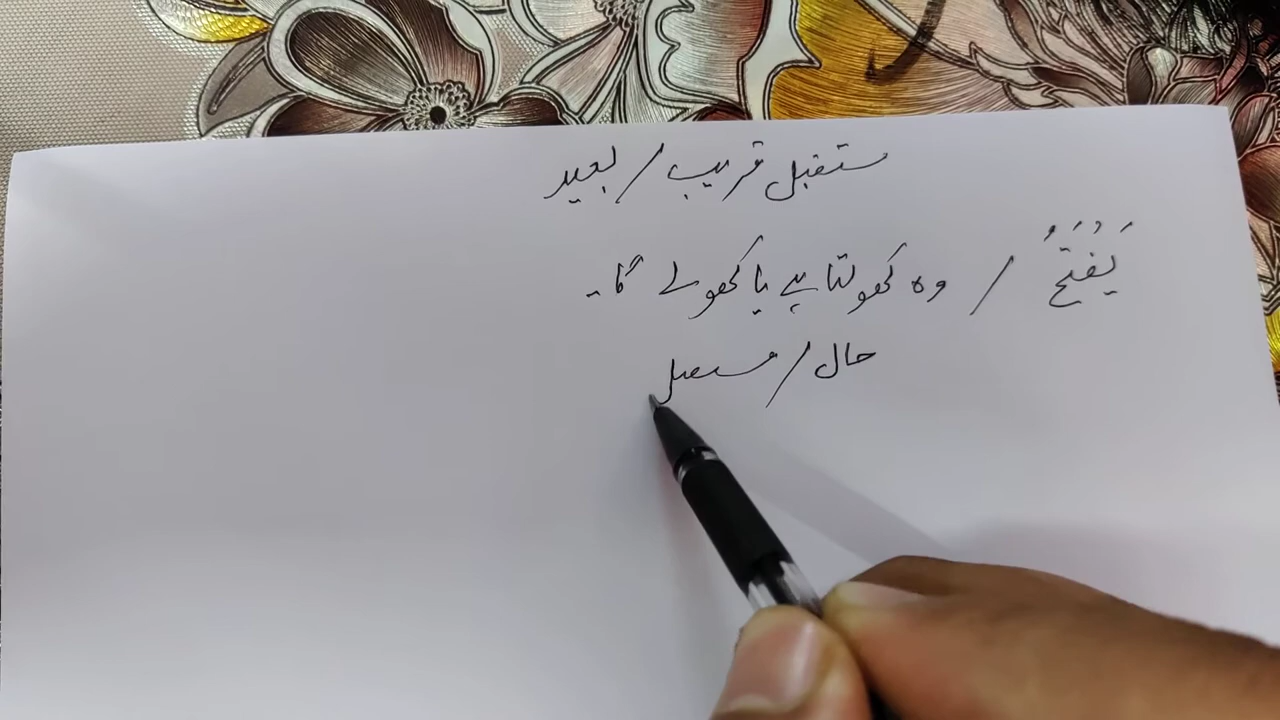 مستقبل قریب / بعید
یَفْتَحُ / وہ کھولتا ہے یا کھولے گا۔
حال / مستقبل